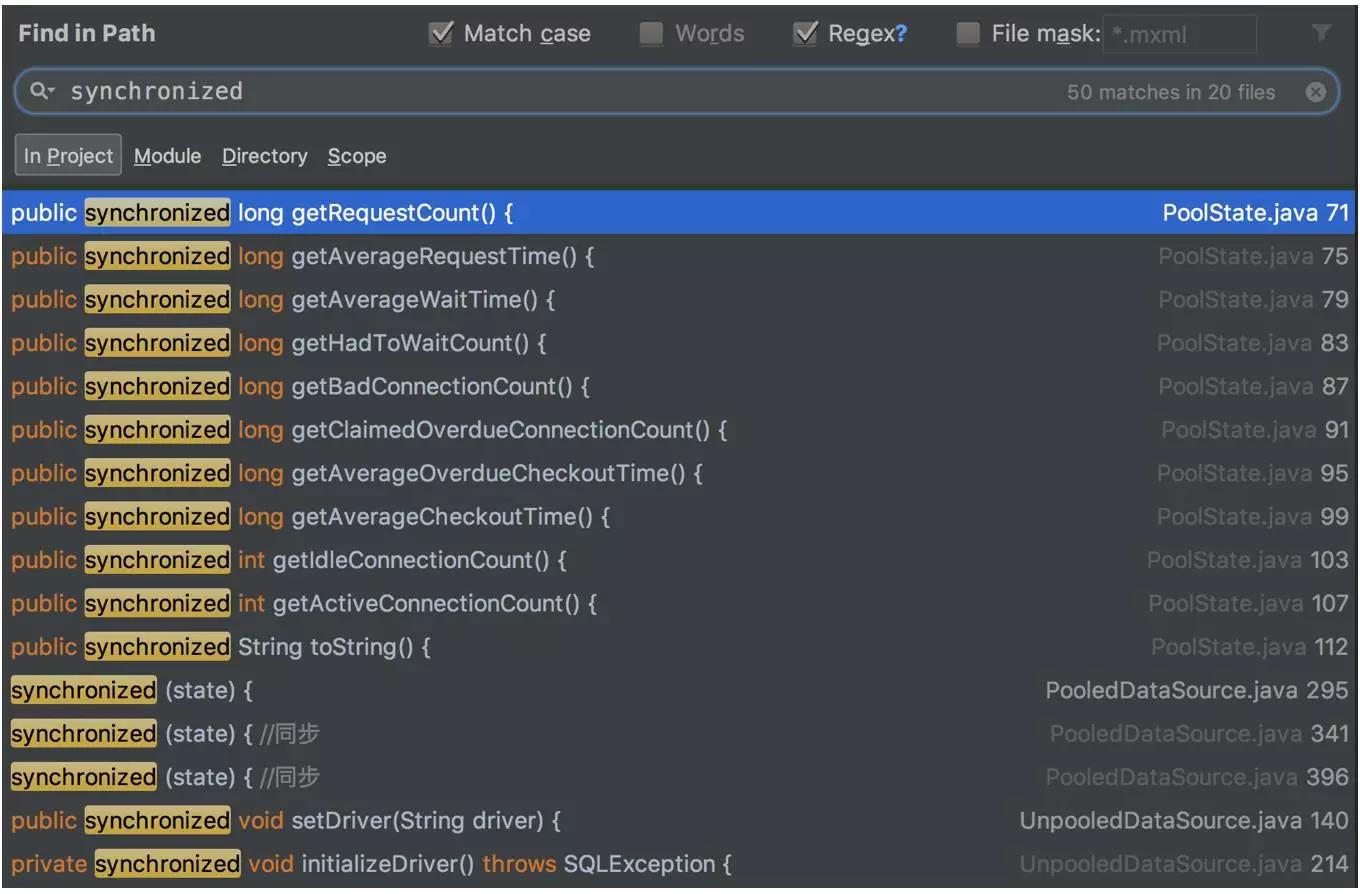 Find in Path Match case Words Regex? File mask: *.mxml
synchronized 50 matches in 20 files
In Project Module Directory Scope
public synchronized long getRequestCount() { PoolState.java 71
public synchronized long getAverageRequestTime() { PoolState.java 75
public synchronized long getAverageWaitTime() { PoolState.java 79
public synchronized long getHadToWaitCount() { PoolState.java 83
public synchronized long getBadConnectionCount() { PoolState.java 87
public synchronized long getClaimedOverdueConnectionCount() { PoolState.java 91
public synchronized long getAverageOverdueCheckoutTime() { PoolState.java 95
public synchronized long getAverageCheckoutTime() { PoolState.java 99
public synchronized int getIdleConnectionCount() { PoolState.java 103
public synchronized int getActiveConnectionCount() { PoolState.java 107
public synchronized String toString() { PoolState.java 112
synchronized (state) { PooledDataSource.java 295
synchronized (state) { //同步 PooledDataSource.java 341
synchronized (state) { //同步 PooledDataSource.java 396
public synchronized void setDriver(String driver) { UnpooledDataSource.java 140
private synchronized void initializeDriver() throws SQLException { UnpooledDataSource.java 214